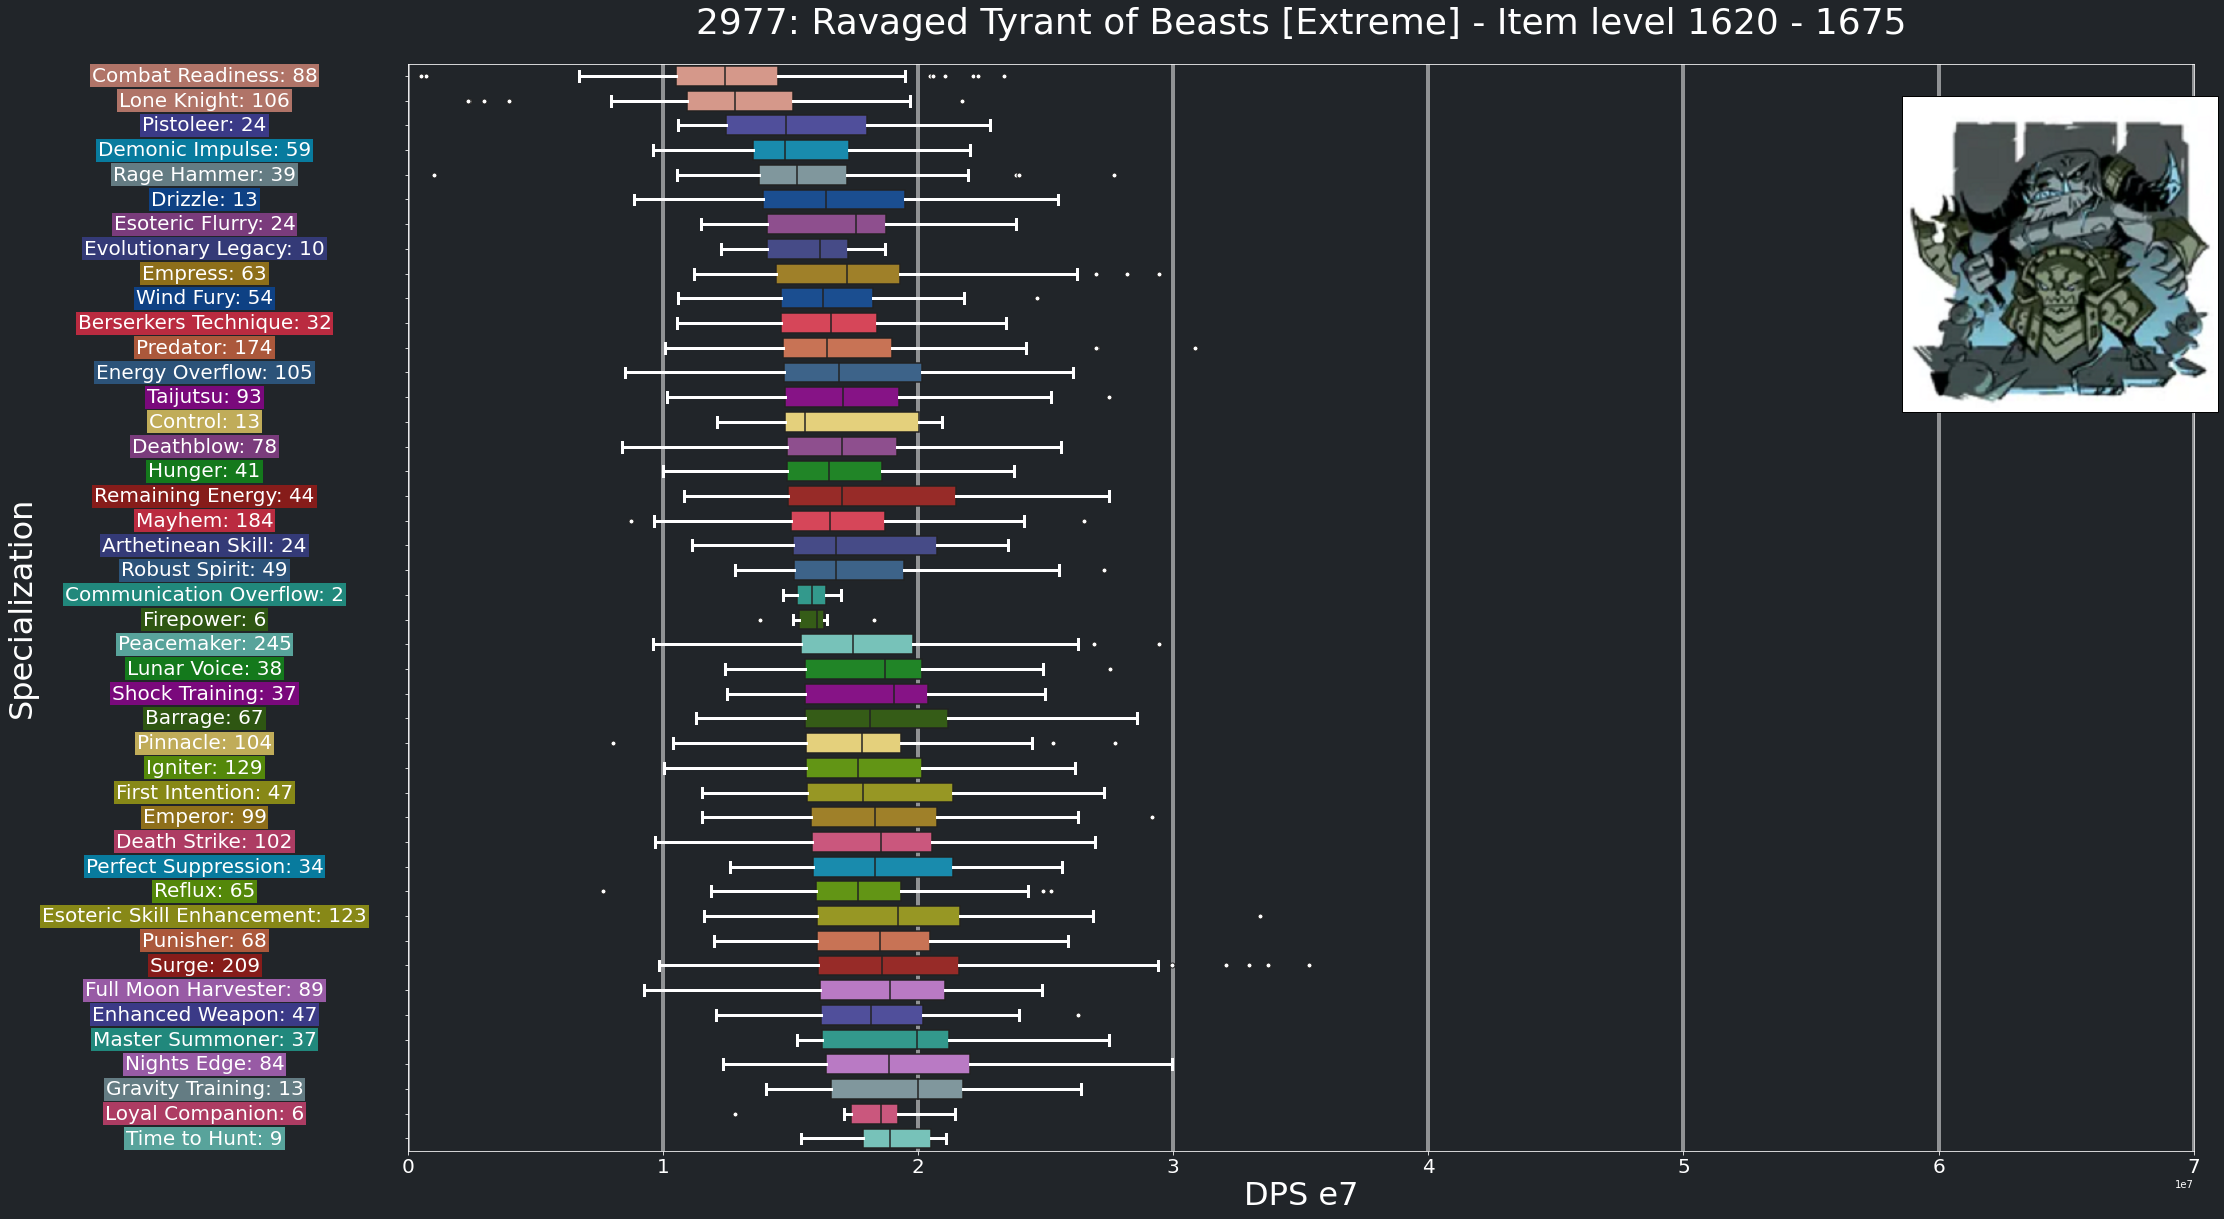 2977: Ravaged Tyrant of Beasts [Extreme] - Item level 1620 - 1675
Specialization
Combat Readiness: 88
Lone Knight: 106
Pistoleer: 24
Demonic Impulse: 59
Rage Hammer: 39
Drizzle: 13
Esoteric Flurry: 24
Evolutionary Legacy: 10
Empress: 63
Wind Fury: 54
Berserkers Technique: 32
Predator: 174
Energy Overflow: 105
Taijutsu: 93
Control: 13
Deathblow: 78
Hunger: 41
Remaining Energy: 44
Mayhem: 184
Arthetinean Skill: 24
Robust Spirit: 49
Communication Overflow: 2
Firepower: 6
Peacemaker: 245
Lunar Voice: 38
Shock Training: 37
Barrage: 67
Pinnacle: 104
Igniter: 129
First Intention: 47
Emperor: 99
Death Strike: 102
Perfect Suppression: 34
Reflux: 65
Esoteric Skill Enhancement: 123
Punisher: 68
Surge: 209
Full Moon Harvester: 89
Enhanced Weapon: 47
Master Summoner: 37
Nights Edge: 84
Gravity Training: 13
Loyal Companion: 6
Time to Hunt: 9
0 1 2 3 4 5 6 7
1e7
DPS e7